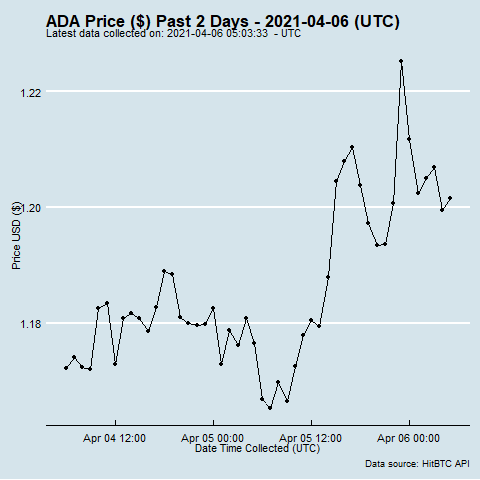 ADA Price ($) Past 2 Days - 2021-04-06 (UTC)
Latest data collected on: 2021-04-06 05:03:33 - UTC
1.22
1.20
1.18
Price USD ($)
Apr 04 12:00
Apr 05 00:00
Apr 05 12:00
Apr 06 00:00
Date Time Collected (UTC)
Data source: HitBTC API